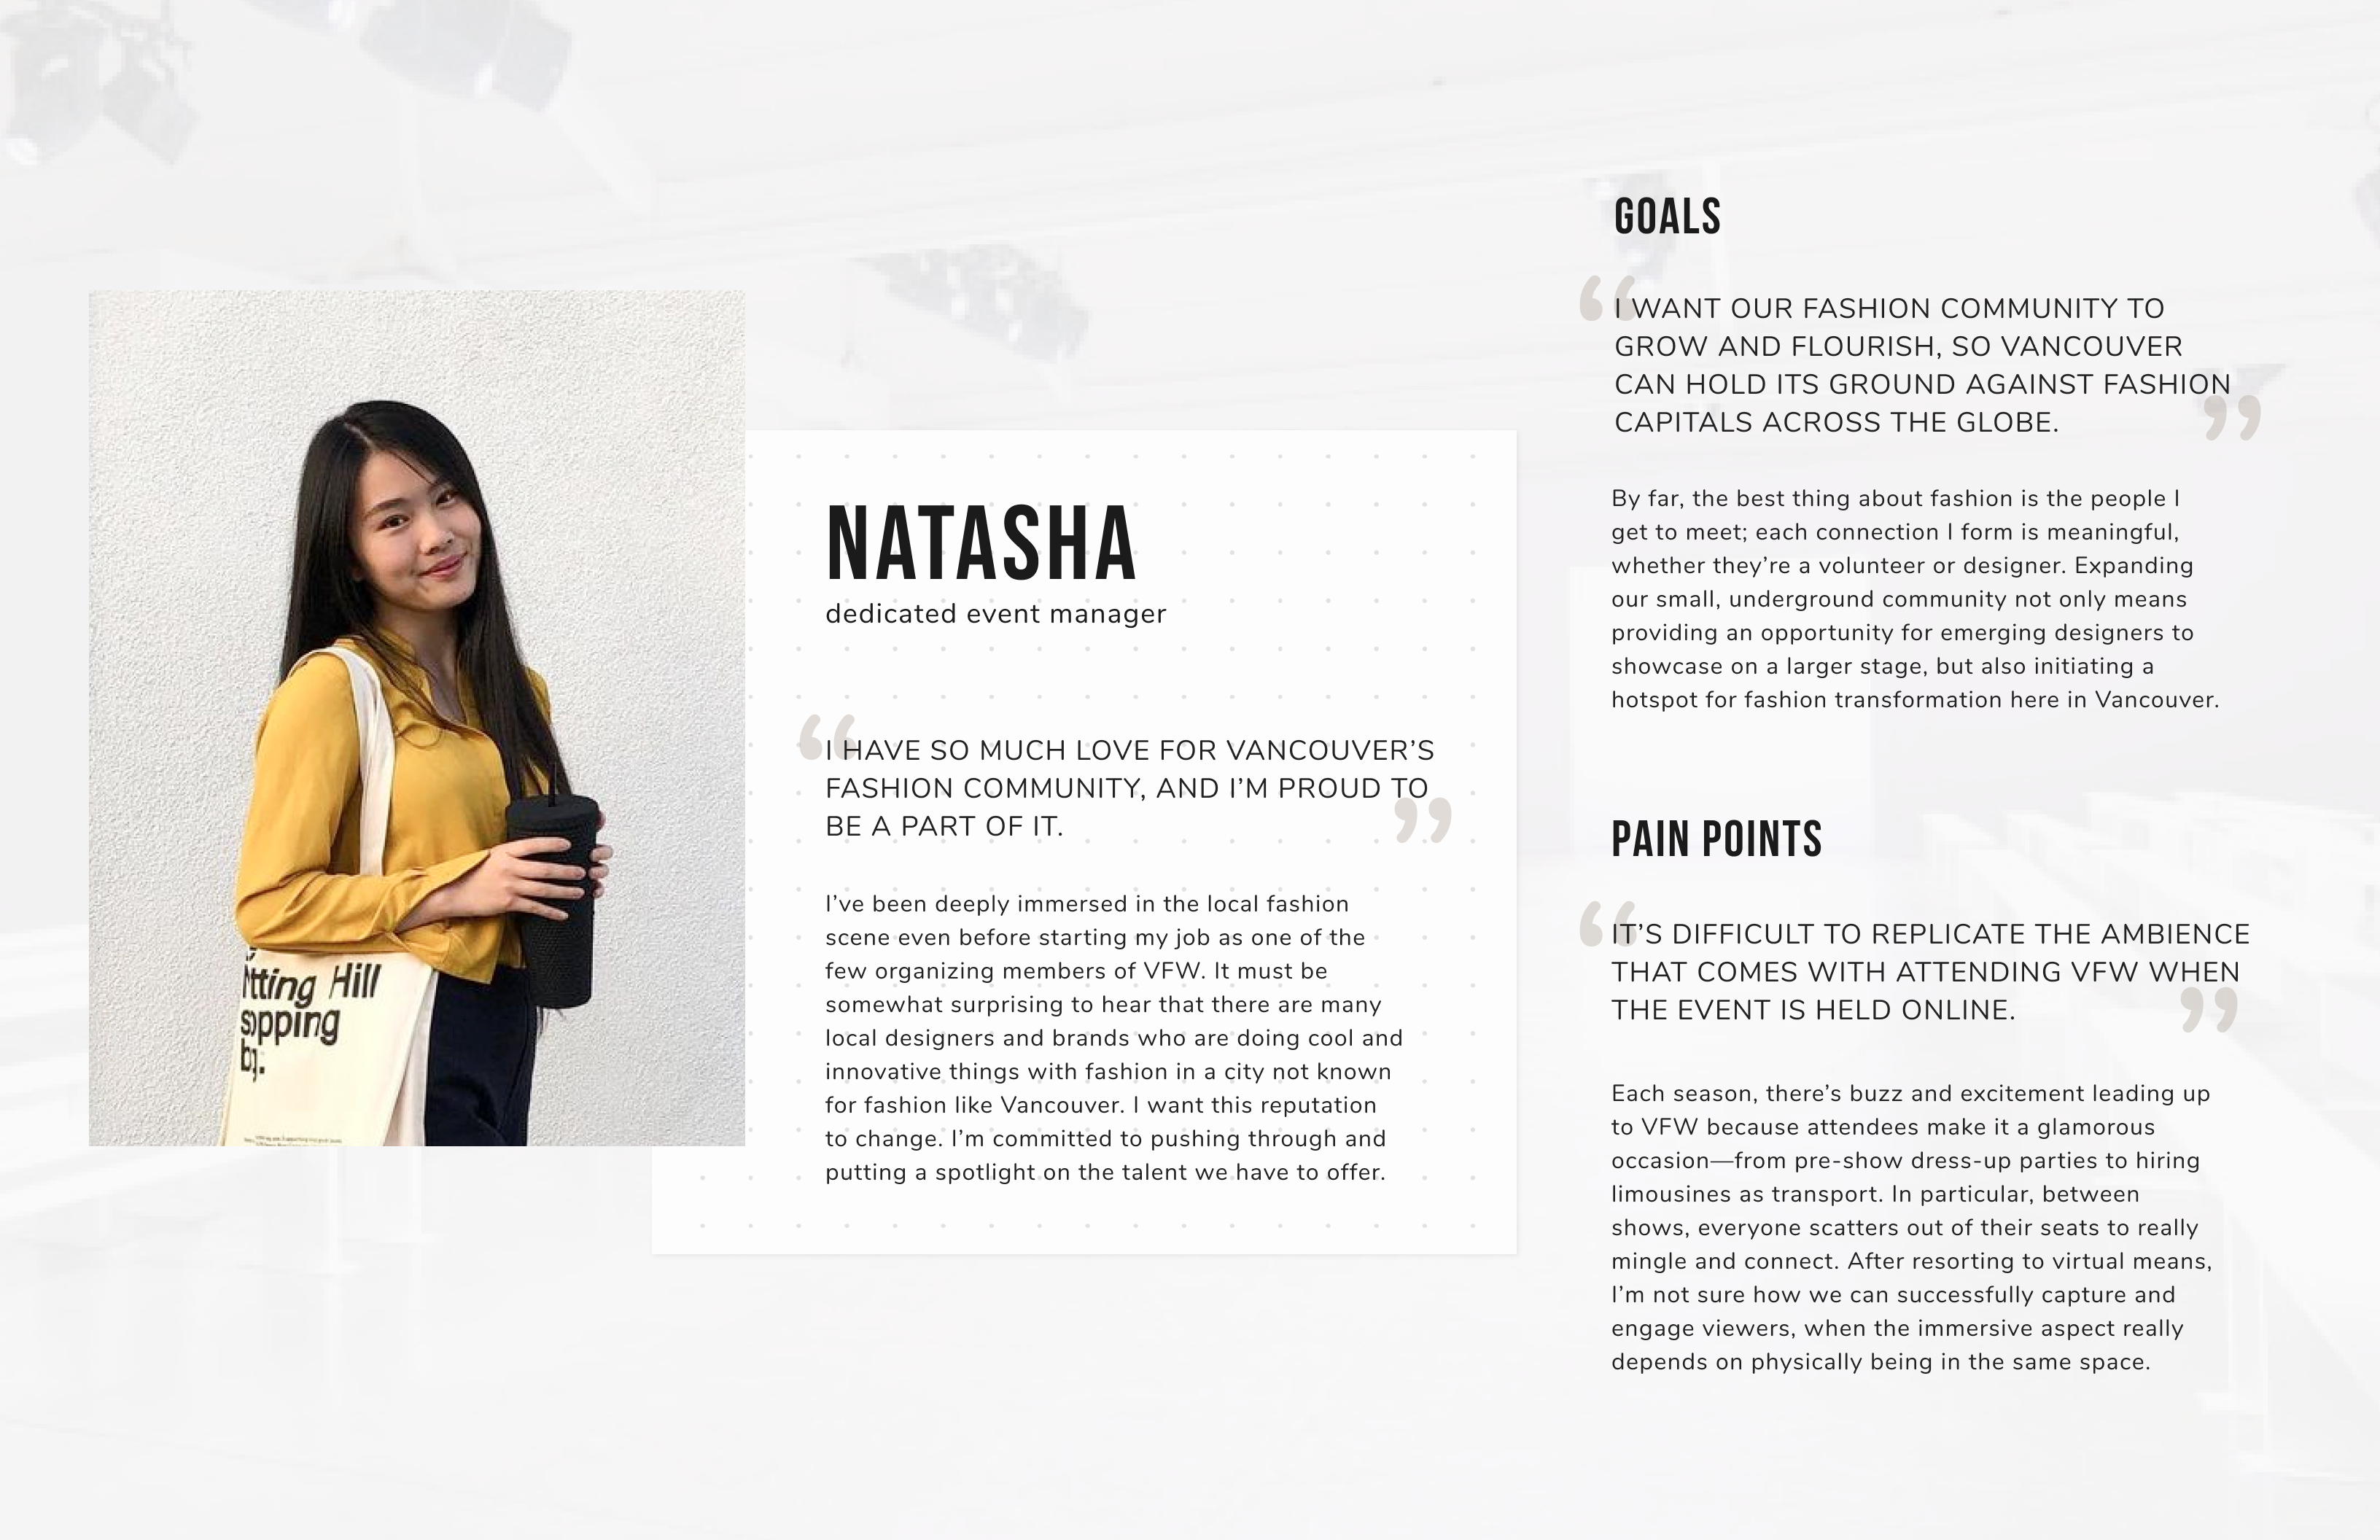 NATASHA
dedicated event manager
“I HAVE SO MUCH LOVE FOR VANCOUVER’S
FASHION COMMUNITY, AND I’M PROUD TO
BE A PART OF IT.”
I’ve been deeply immersed in the local fashion
scene even before starting my job as one of the
few organizing members of VFW. It must be
somewhat surprising to hear that there are many
local designers and brands who are doing cool and
innovative things with fashion in a city not known
for fashion like Vancouver. I want this reputation
to change. I’m committed to pushing through and
putting a spotlight on the talent we have to offer.
GOALS
“I WANT OUR FASHION COMMUNITY TO
GROW AND FLOURISH, SO VANCOUVER
CAN HOLD ITS GROUND AGAINST FASHION
CAPITALS ACROSS THE GLOBE.”
By far, the best thing about fashion is the people I
get to meet; each connection I form is meaningful,
whether they’re a volunteer or designer. Expanding
our small, underground community not only means
providing an opportunity for emerging designers to
showcase on a larger stage, but also initiating a
hotspot for fashion transformation here in Vancouver.
PAIN POINTS
“IT’S DIFFICULT TO REPLICATE THE AMBIENCE
THAT COMES WITH ATTENDING VFW WHEN
THE EVENT IS HELD ONLINE.”
Each season, there’s buzz and excitement leading up
to VFW because attendees make it a glamorous
occasion—from pre-show dress-up parties to hiring
limousines as transport. In particular, between
shows, everyone scatters out of their seats to really
mingle and connect. After resorting to virtual means,
I’m not sure how we can successfully capture and
engage viewers, when the immersive aspect really
depends on physically being in the same space.
Hill